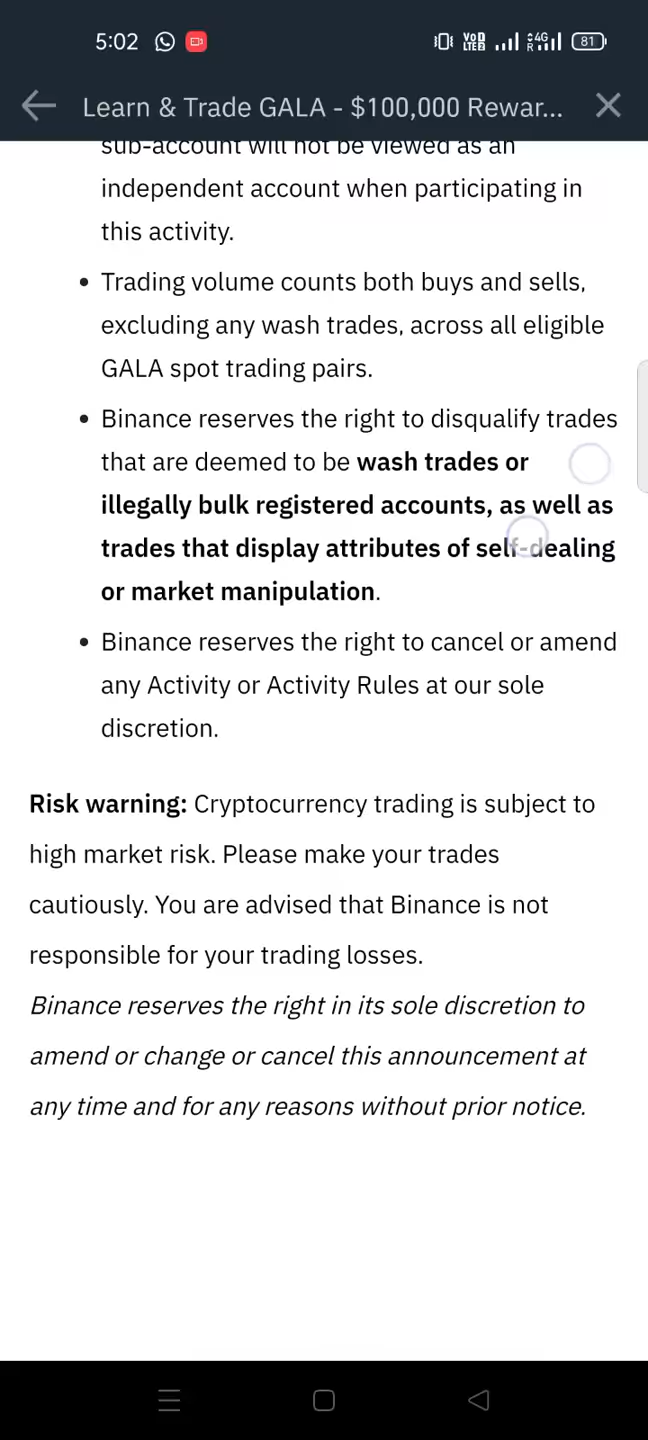 5:02
VoD
LTE2
4G
R
81
Learn & Trade GALA - $100,000 Rewar...
sub-account will not be viewed as an
independent account when participating in
this activity.
• Trading volume counts both buys and sells,
excluding any wash trades, across all eligible
GALA spot trading pairs.
• Binance reserves the right to disqualify trades
that are deemed to be wash trades or
illegally bulk registered accounts, as well as
trades that display attributes of self-dealing
or market manipulation.
• Binance reserves the right to cancel or amend
any Activity or Activity Rules at our sole
discretion.
Risk warning: Cryptocurrency trading is subject to
high market risk. Please make your trades
cautiously. You are advised that Binance is not
responsible for your trading losses.
Binance reserves the right in its sole discretion to
amend or change or cancel this announcement at
any time and for any reasons without prior notice.